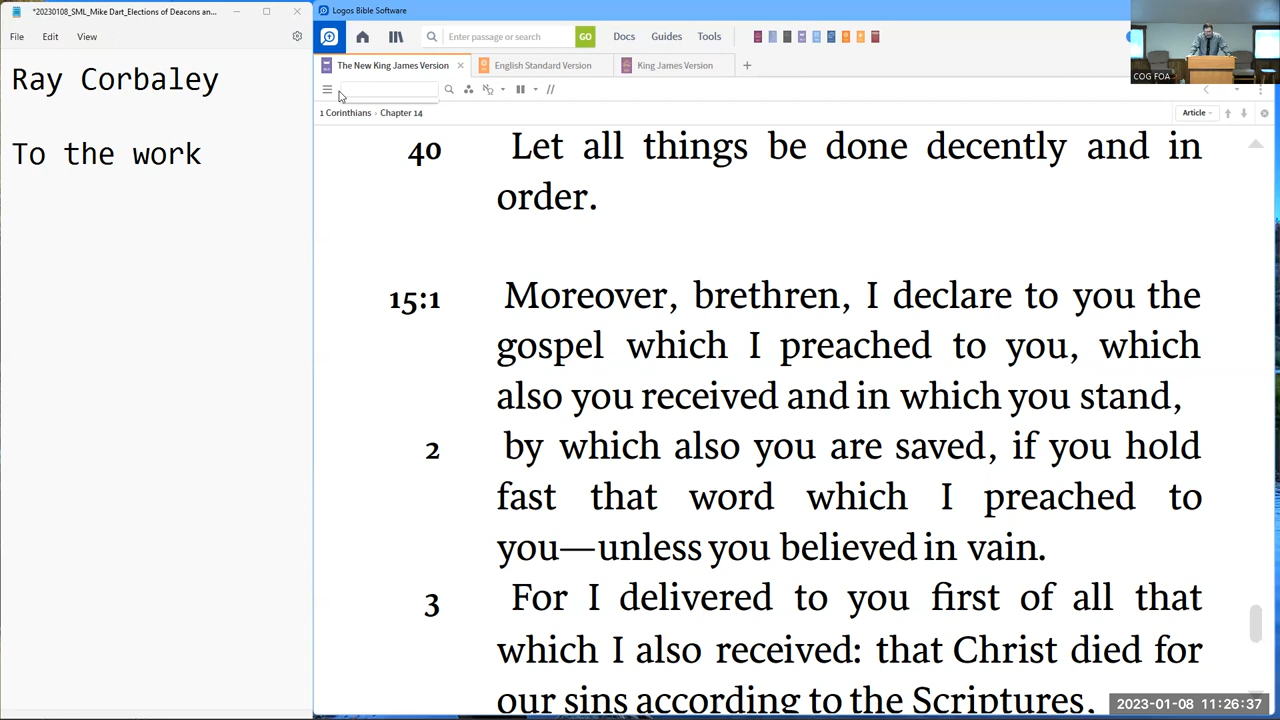 *20230108_SML_Mike Dart_Elections of Deacons an...
File Edit View
Ray Corbaley
To the work
Logos Bible Software
Enter passage or search GO Docs Guides Tools
The New King James Version English Standard Version King James Version
1 Corinthians › Chapter 14
Article
40 Let all things be done decently and in
order.
15:1 Moreover, brethren, I declare to you the
gospel which I preached to you, which
also you received and in which you stand,
2 by which also you are saved, if you hold
fast that word which I preached to
you—unless you believed in vain.
3 For I delivered to you first of all that
which I also received: that Christ died for
our sins according to the Scriptures,
COG FOA
2023-01-08 11:26:37